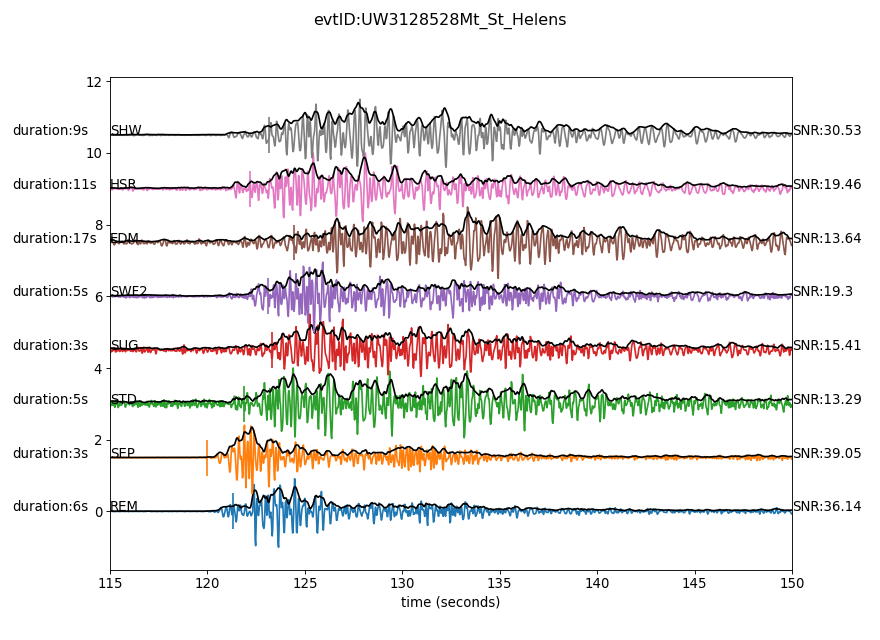 evtID:UW3128528Mt_St_Helens
12
duration:9s SHW SNR:30.53
10
duration:11s HSR SNR:19.46
8
duration:17s EDM SNR:13.64
duration:5s SWF2 SNR:19.3
6
duration:3s SUG SNR:15.41
4
duration:5s STD SNR:13.29
2
duration:3s SEP SNR:39.05
duration:6s REM SNR:36.14
0
115 120 125 130 135 140 145 150
time (seconds)